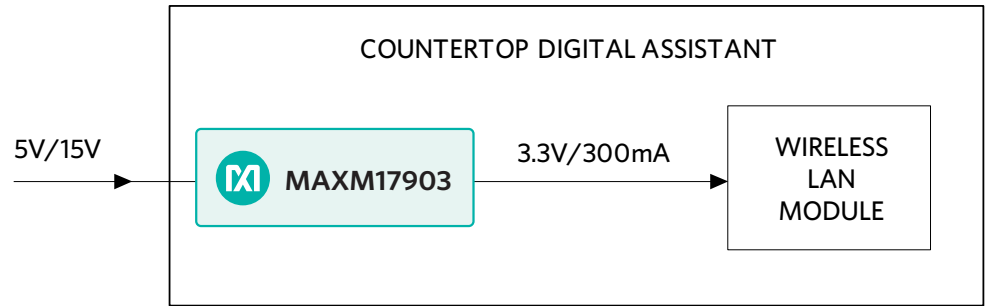 COUNTERTOP DIGITAL ASSISTANT
5V/15V
MAXM17903
3.3V/300mA
WIRELESS
LAN
MODULE